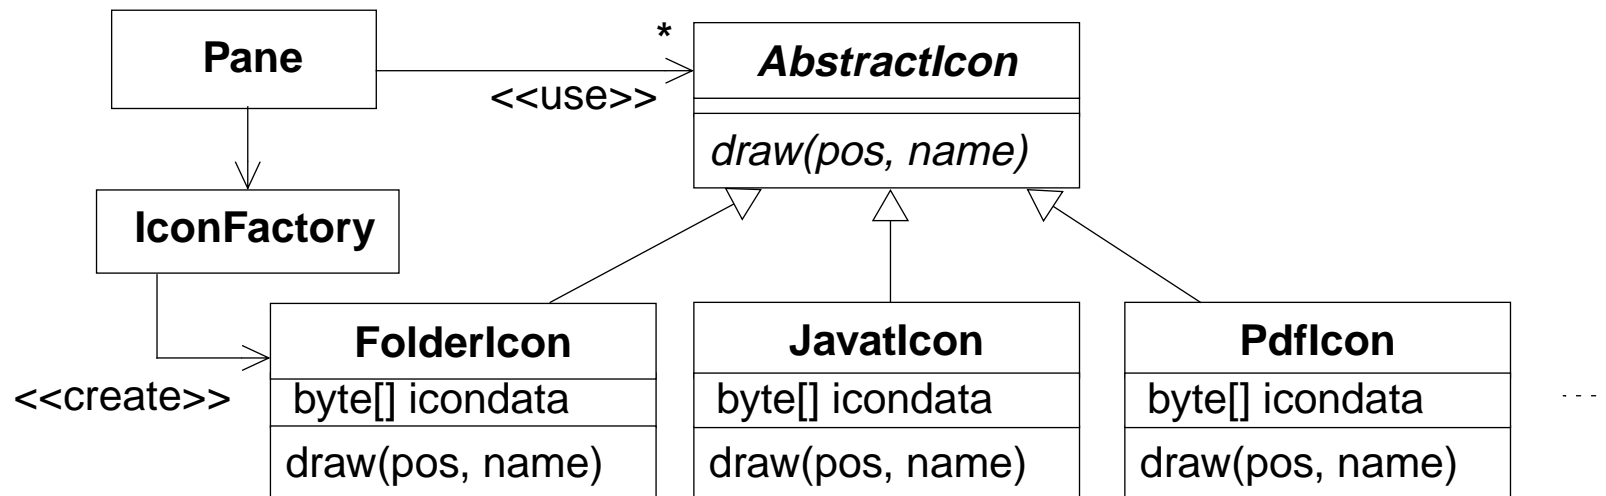 Pane
*
AbstractIcon
<<use>>
draw(pos, name)
IconFactory
FolderIcon
JavatIcon
PdfIcon
<<create>>
byte[] icondata
byte[] icondata
byte[] icondata
draw(pos, name)
draw(pos, name)
draw(pos, name)